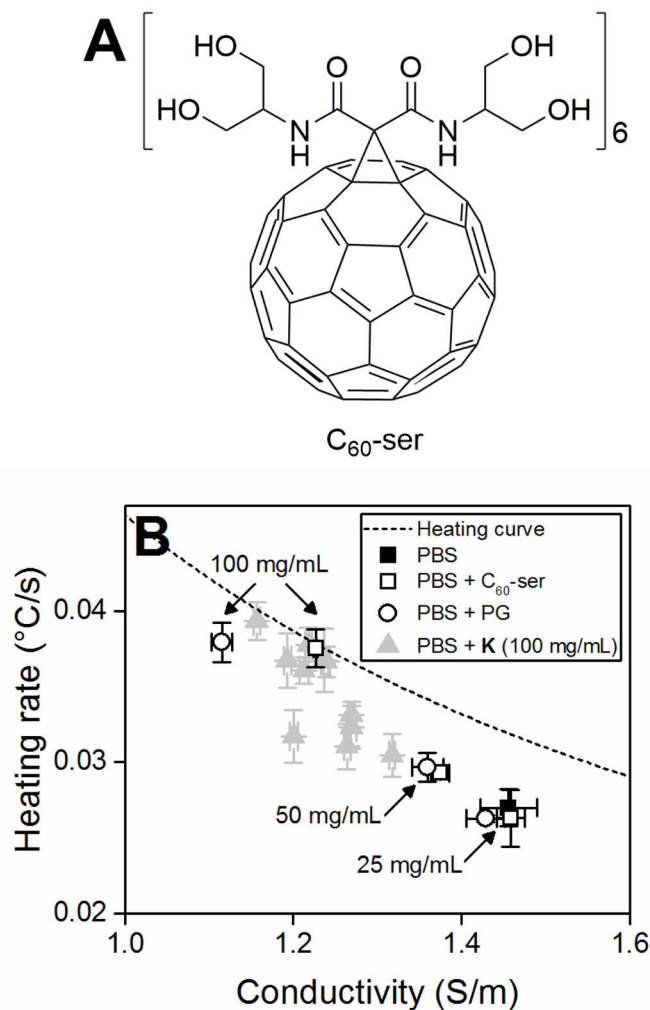 A
HO
HO
O
O
OH
OH
N
H
N
H
6
C₆₀-ser
B
100 mg/mL
Heating curve
PBS
PBS + C₆₀-ser
PBS + PG
PBS + K (100 mg/mL)
50 mg/mL
25 mg/mL
0.04
0.03
0.02
Heating rate (°C/s)
1.0 1.2 1.4 1.6
Conductivity (S/m)